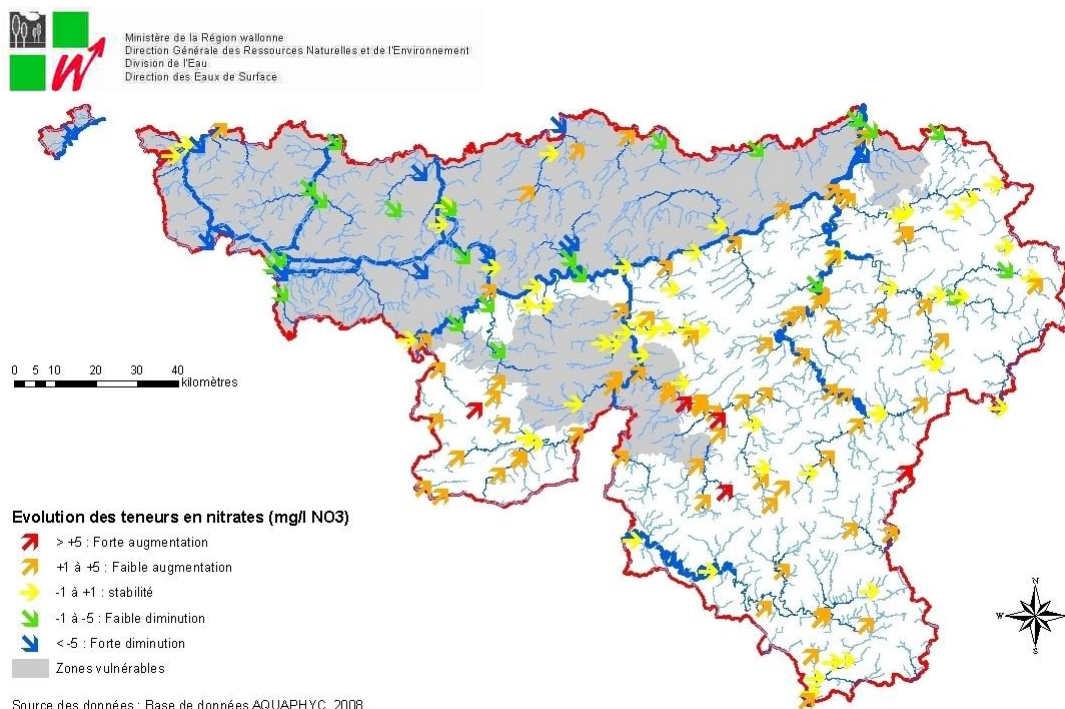 Ministère de la Région wallonne
Direction Générale des Ressources Naturelles et de l'Environnement
Division de l'Eau
Direction des Eaux de Surface
0 5 10 20 30 40
kilomètres
Evolution des teneurs en nitrates (mg/l NO3)
> +5 : Forte augmentation
+1 à +5 : Faible augmentation
-1 à +1 : stabilité
-1 à -5 : Faible diminution
< -5 : Forte diminution
Zones vulnérables
N
W E
S
Source des données : Base de données AQUAPHYC, 2008